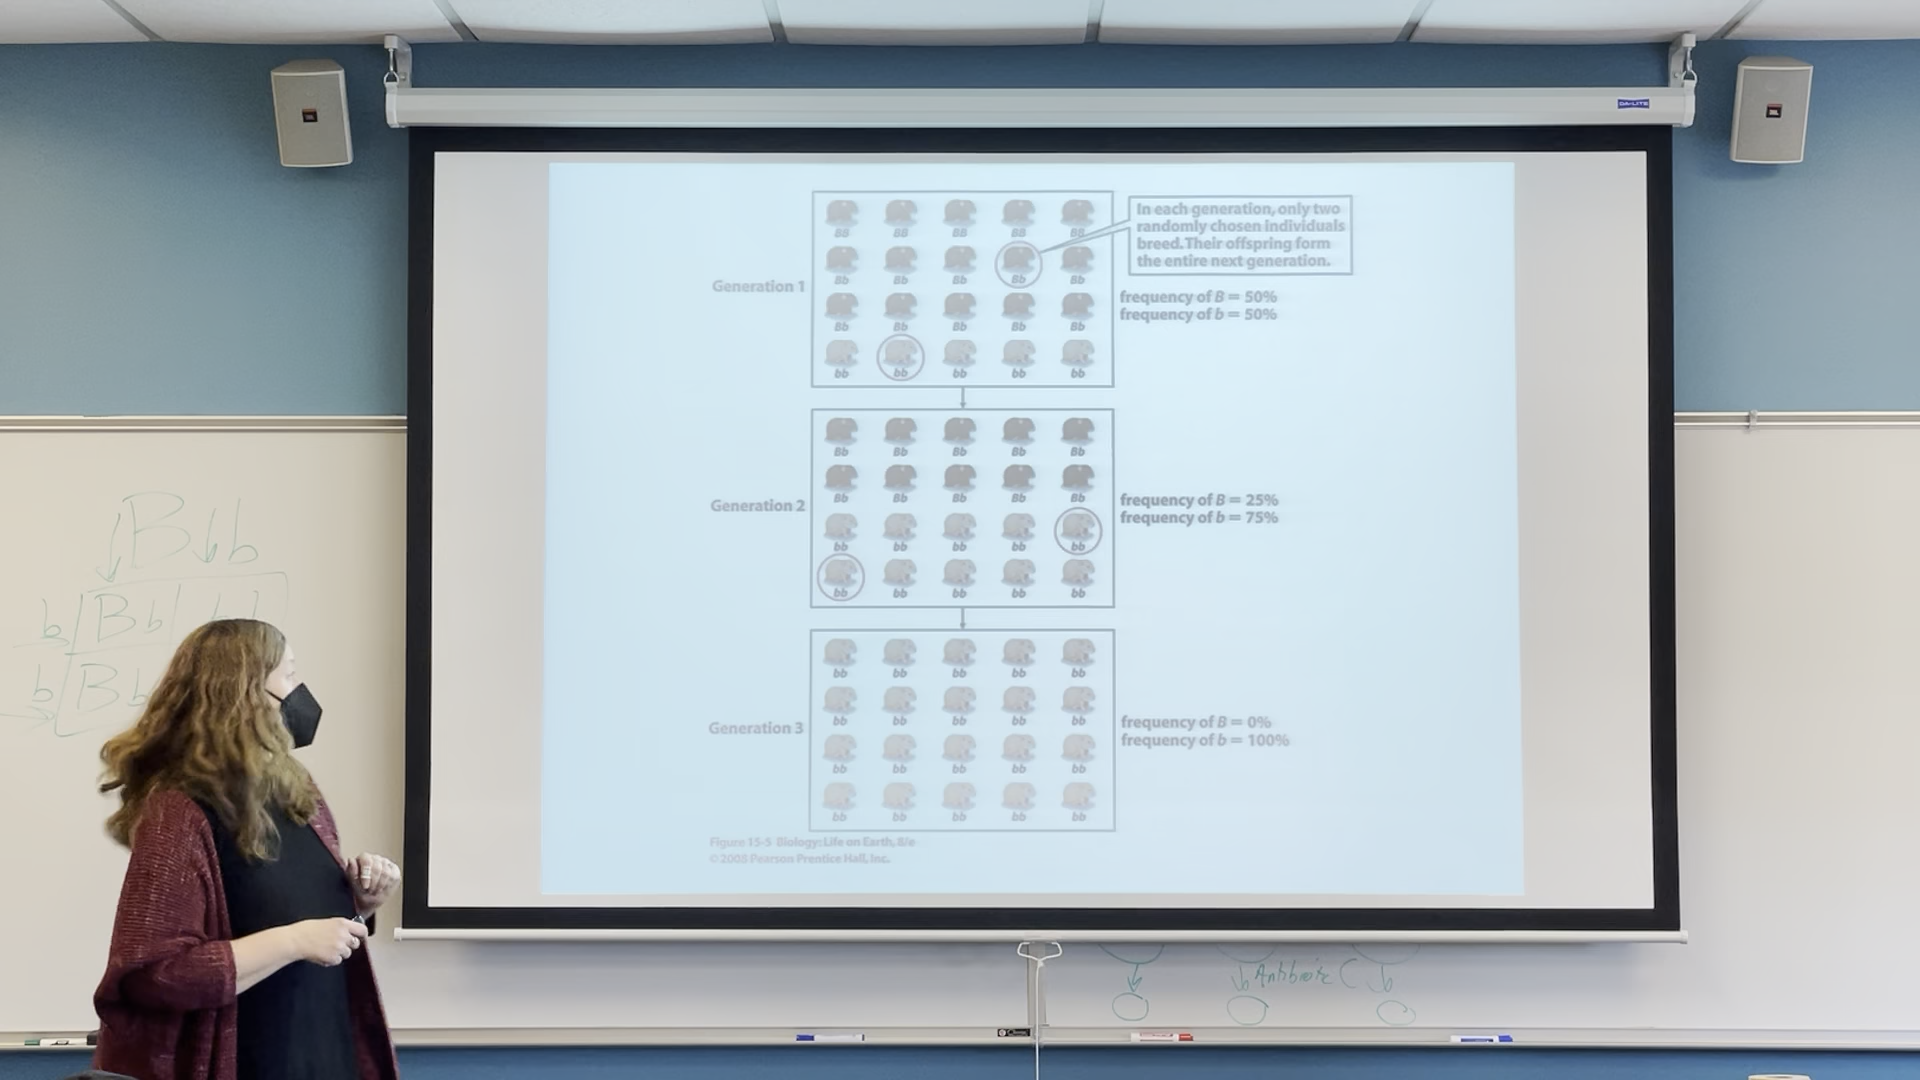 DA-LITE
BB BB BB BB BB
In each generation, only two
randomly chosen individuals
breed. Their offspring form
the entire next generation.
Bb Bb Bb Bb Bb
Generation 1
frequency of B = 50%
frequency of b = 50%
Bb Bb Bb Bb Bb
bb bb bb bb bb
Bb Bb Bb Bb Bb
Bb Bb Bb Bb Bb
Generation 2
frequency of B = 25%
frequency of b = 75%
bb bb bb bb bb
bb bb bb bb bb
bb bb bb bb bb
bb bb bb bb bb
Generation 3
frequency of B = 0%
frequency of b = 100%
bb bb bb bb bb
bb bb bb bb bb
Figure 15-5 Biology: Life on Earth, 8/e
© 2008 Pearson Prentice Hall, Inc.
B b
b Bb
b Bb
Antibiotic